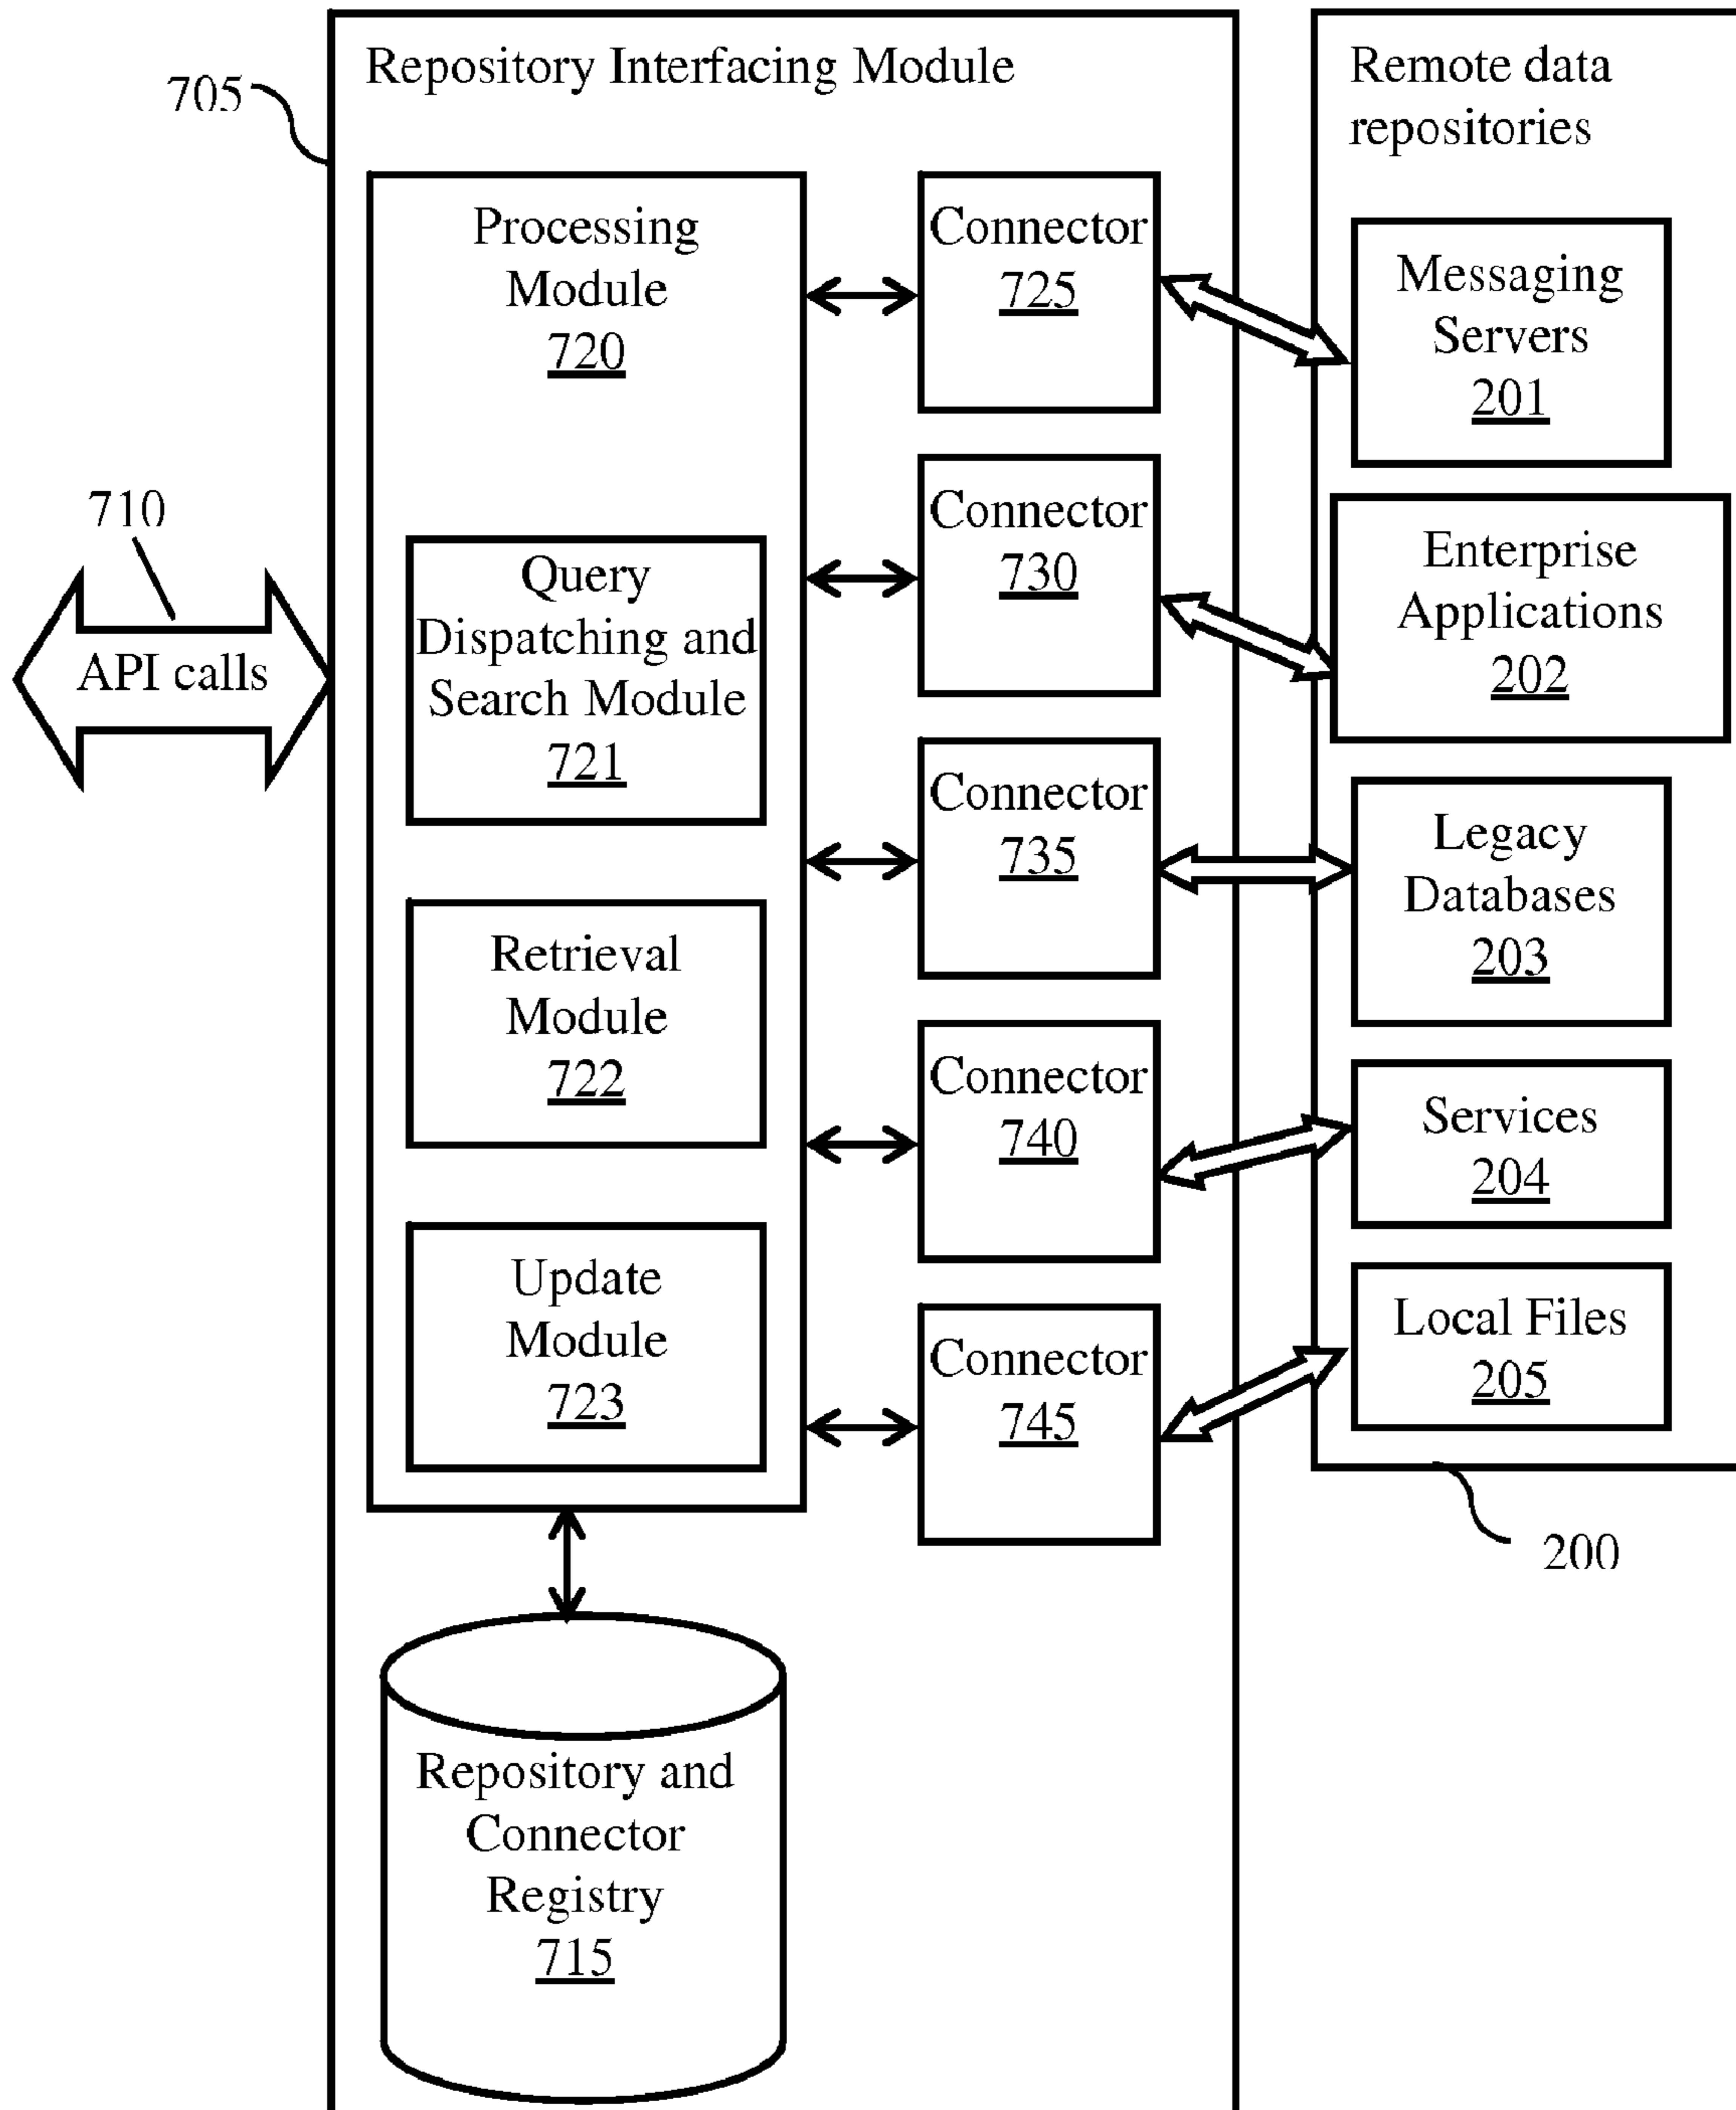 Repository Interfacing Module
705
Processing
Module
720
Query
Dispatching and
Search Module
721
Retrieval
Module
722
Update
Module
723
710
API calls
Connector
725
Connector
730
Connector
735
Connector
740
Connector
745
Remote data
repositories
Messaging
Servers
201
Enterprise
Applications
202
Legacy
Databases
203
Services
204
Local Files
205
200
Repository and
Connector
Registry
715